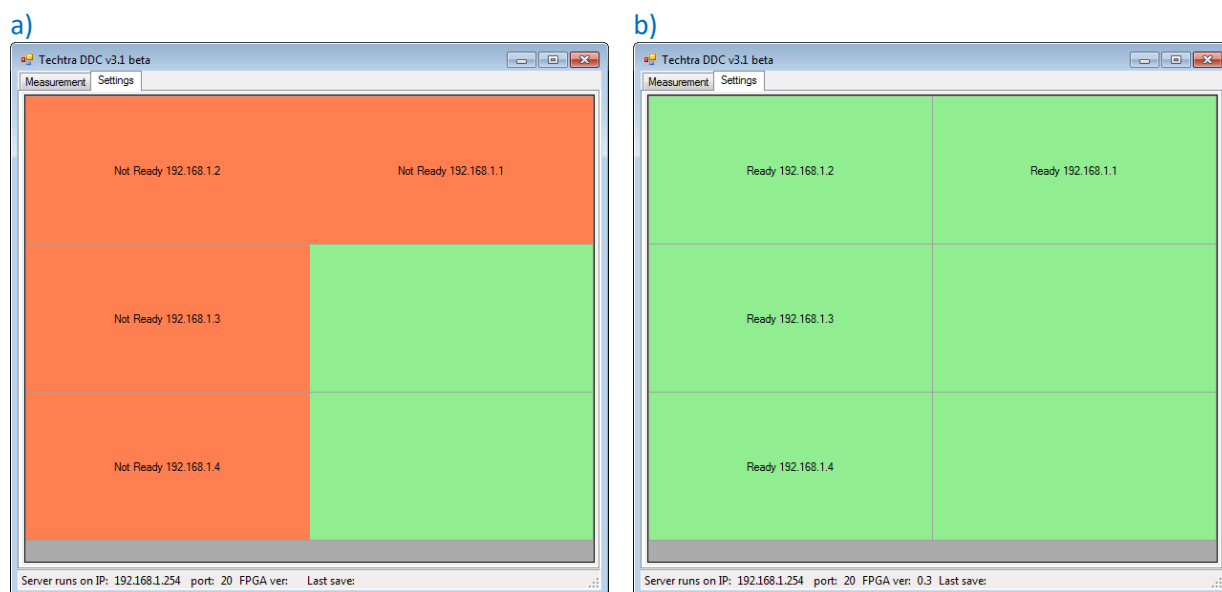 a)
Techtra DDC v3.1 beta
Measurement Settings
Not Ready 192.168.1.2 Not Ready 192.168.1.1
Not Ready 192.168.1.3
Not Ready 192.168.1.4
Server runs on IP: 192.168.1.254 port: 20 FPGA ver: Last save:
b)
Techtra DDC v3.1 beta
Measurement Settings
Ready 192.168.1.2 Ready 192.168.1.1
Ready 192.168.1.3
Ready 192.168.1.4
Server runs on IP: 192.168.1.254 port: 20 FPGA ver: 0.3 Last save: